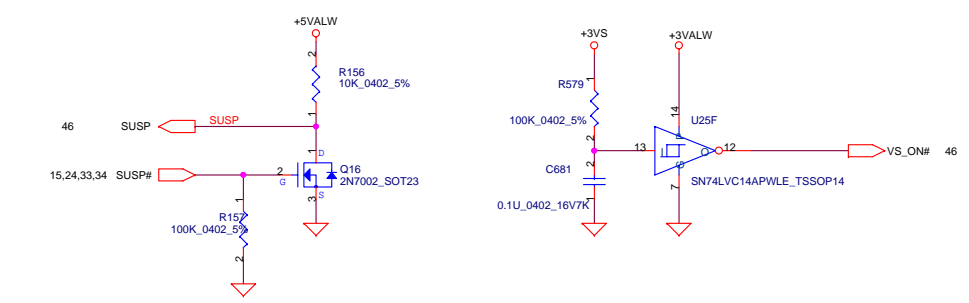 +5VALW
2
R156
10K_0402_5%
1
46 SUSP SUSP
1
D
Q16
2N7002_SOT23
15,24,33,34 SUSP# 2
G
S
3
1
R157
100K_0402_5%
2
+3VS
+3VALW
1
R579
100K_0402_5%
2
14
U25F
P
13 I O 12 VS_ON# 46
G
2
C681
1
0.1U_0402_16V7K
7
SN74LVC14APWLE_TSSOP14